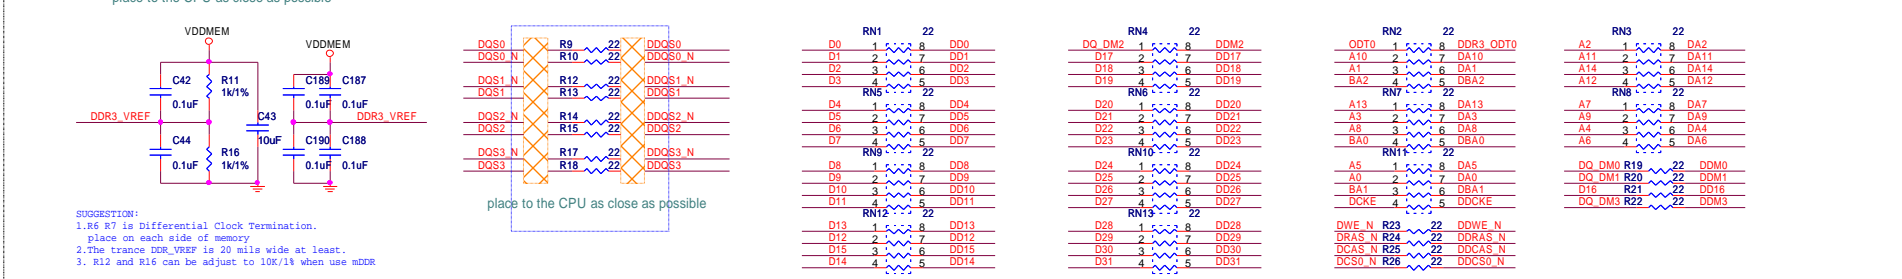 place to the CPU as close as possible
VDDMEM
VDDMEM
C42
0.1uF
R11
1k/1%
C189
0.1uF
C187
0.1uF
DDR3_VREF
C43
10uF
DDR3_VREF
C44
0.1uF
R16
1k/1%
C190
0.1uF
C188
0.1uF
SUGGESTION:
1.R6 R7 is Differential Clock Termination.
place on each side of memory
2.The trance DDR_VREF is 20 mils wide at least.
3. R12 and R16 can be adjust to 10K/1% when use mDDR
DQS0 R9 22 DDQS0
DQS0_N R10 22 DDQS0_N
DQS1_N R12 22 DDQS1_N
DQS1 R13 22 DDQS1
DQS2_N R14 22 DDQS2_N
DQS2 R15 22 DDQS2
DQS3_N R17 22 DDQS3_N
DQS3 R18 22 DDQS3
place to the CPU as close as possible
RN1 22
D0 1 8 DD0
D1 2 7 DD1
D2 3 6 DD2
D3 4 5 DD3
RN5 22
D4 1 8 DD4
D5 2 7 DD5
D6 3 6 DD6
D7 4 5 DD7
RN9 22
D8 1 8 DD8
D9 2 7 DD9
D10 3 6 DD10
D11 4 5 DD11
RN12 22
D13 1 8 DD13
D12 2 7 DD12
D15 3 6 DD15
D14 4 5 DD14
RN4 22
DQ_DM2 1 8 DDM2
D17 2 7 DD17
D18 3 6 DD18
D19 4 5 DD19
RN6 22
D20 1 8 DD20
D21 2 7 DD21
D22 3 6 DD22
D23 4 5 DD23
RN10 22
D24 1 8 DD24
D25 2 7 DD25
D26 3 6 DD26
D27 4 5 DD27
RN13 22
D28 1 8 DD28
D29 2 7 DD29
D30 3 6 DD30
D31 4 5 DD31
RN2 22
ODT0 1 8 DDR3_ODT0
A10 2 7 DA10
A1 3 6 DA1
BA2 4 5 DBA2
RN7 22
A13 1 8 DA13
A3 2 7 DA3
A8 3 6 DA8
BA0 4 5 DBA0
RN11 22
A5 1 8 DA5
A0 2 7 DA0
BA1 3 6 DBA1
DCKE 4 5 DDCKE
DWE_N R23 22 DDWE_N
DRAS_N R24 22 DDRAS_N
DCAS_N R25 22 DDCAS_N
DCS0_N R26 22 DDCS0_N
RN3 22
A2 1 8 DA2
A11 2 7 DA11
A14 3 6 DA14
A12 4 5 DA12
RN8 22
A7 1 8 DA7
A9 2 7 DA9
A4 3 6 DA4
A6 4 5 DA6
DQ_DM0 R19 22 DDM0
DQ_DM1 R20 22 DDM1
D16 R21 22 DD16
DQ_DM3 R22 22 DDM3